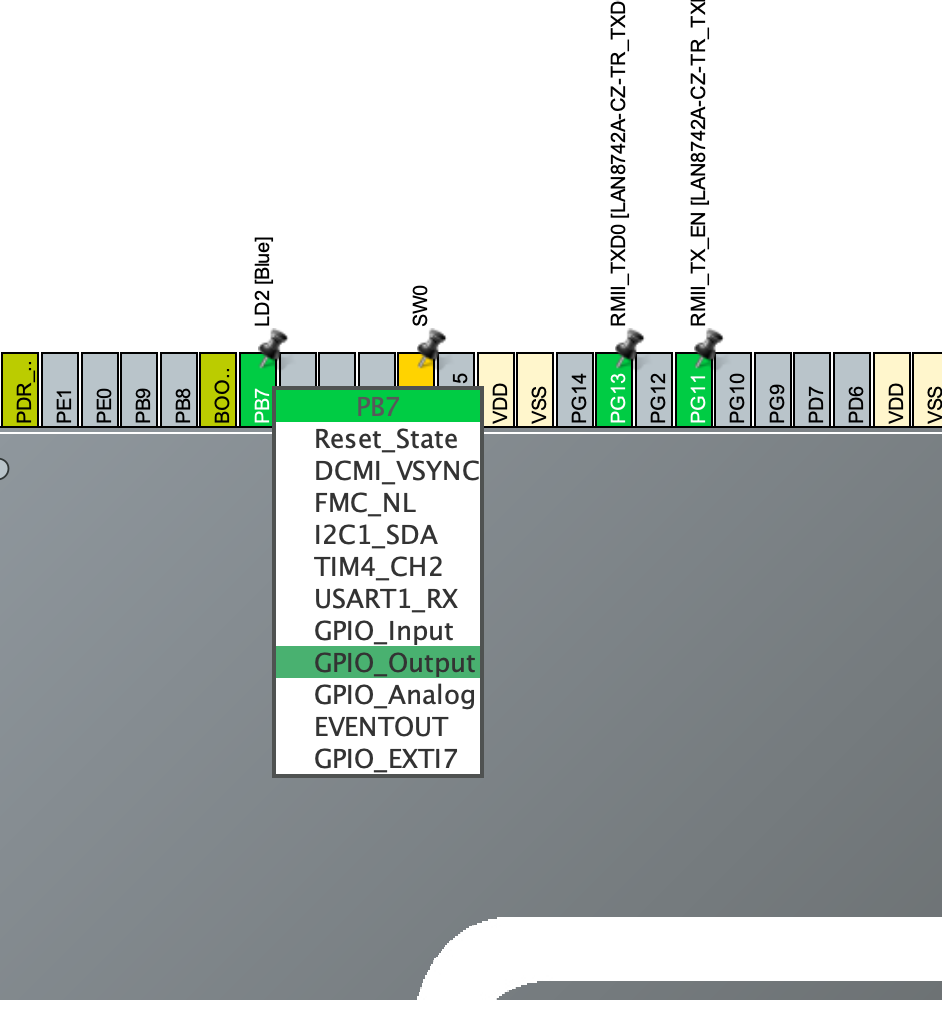 RMII_TXD0 [LAN8742A-CZ-TR_TXD
RMII_TX_EN [LAN8742A-CZ-TR_TX
LD2 [Blue]
SW0
PDR_..
PE1
PE0
PB9
PB8
BOO..
PB7
5
VDD
VSS
PG14
PG13
PG12
PG11
PG10
PG9
PD7
PD6
VDD
VSS
PB7
Reset_State
DCMI_VSYNC
FMC_NL
I2C1_SDA
TIM4_CH2
USART1_RX
GPIO_Input
GPIO_Output
GPIO_Analog
EVENTOUT
GPIO_EXTI7